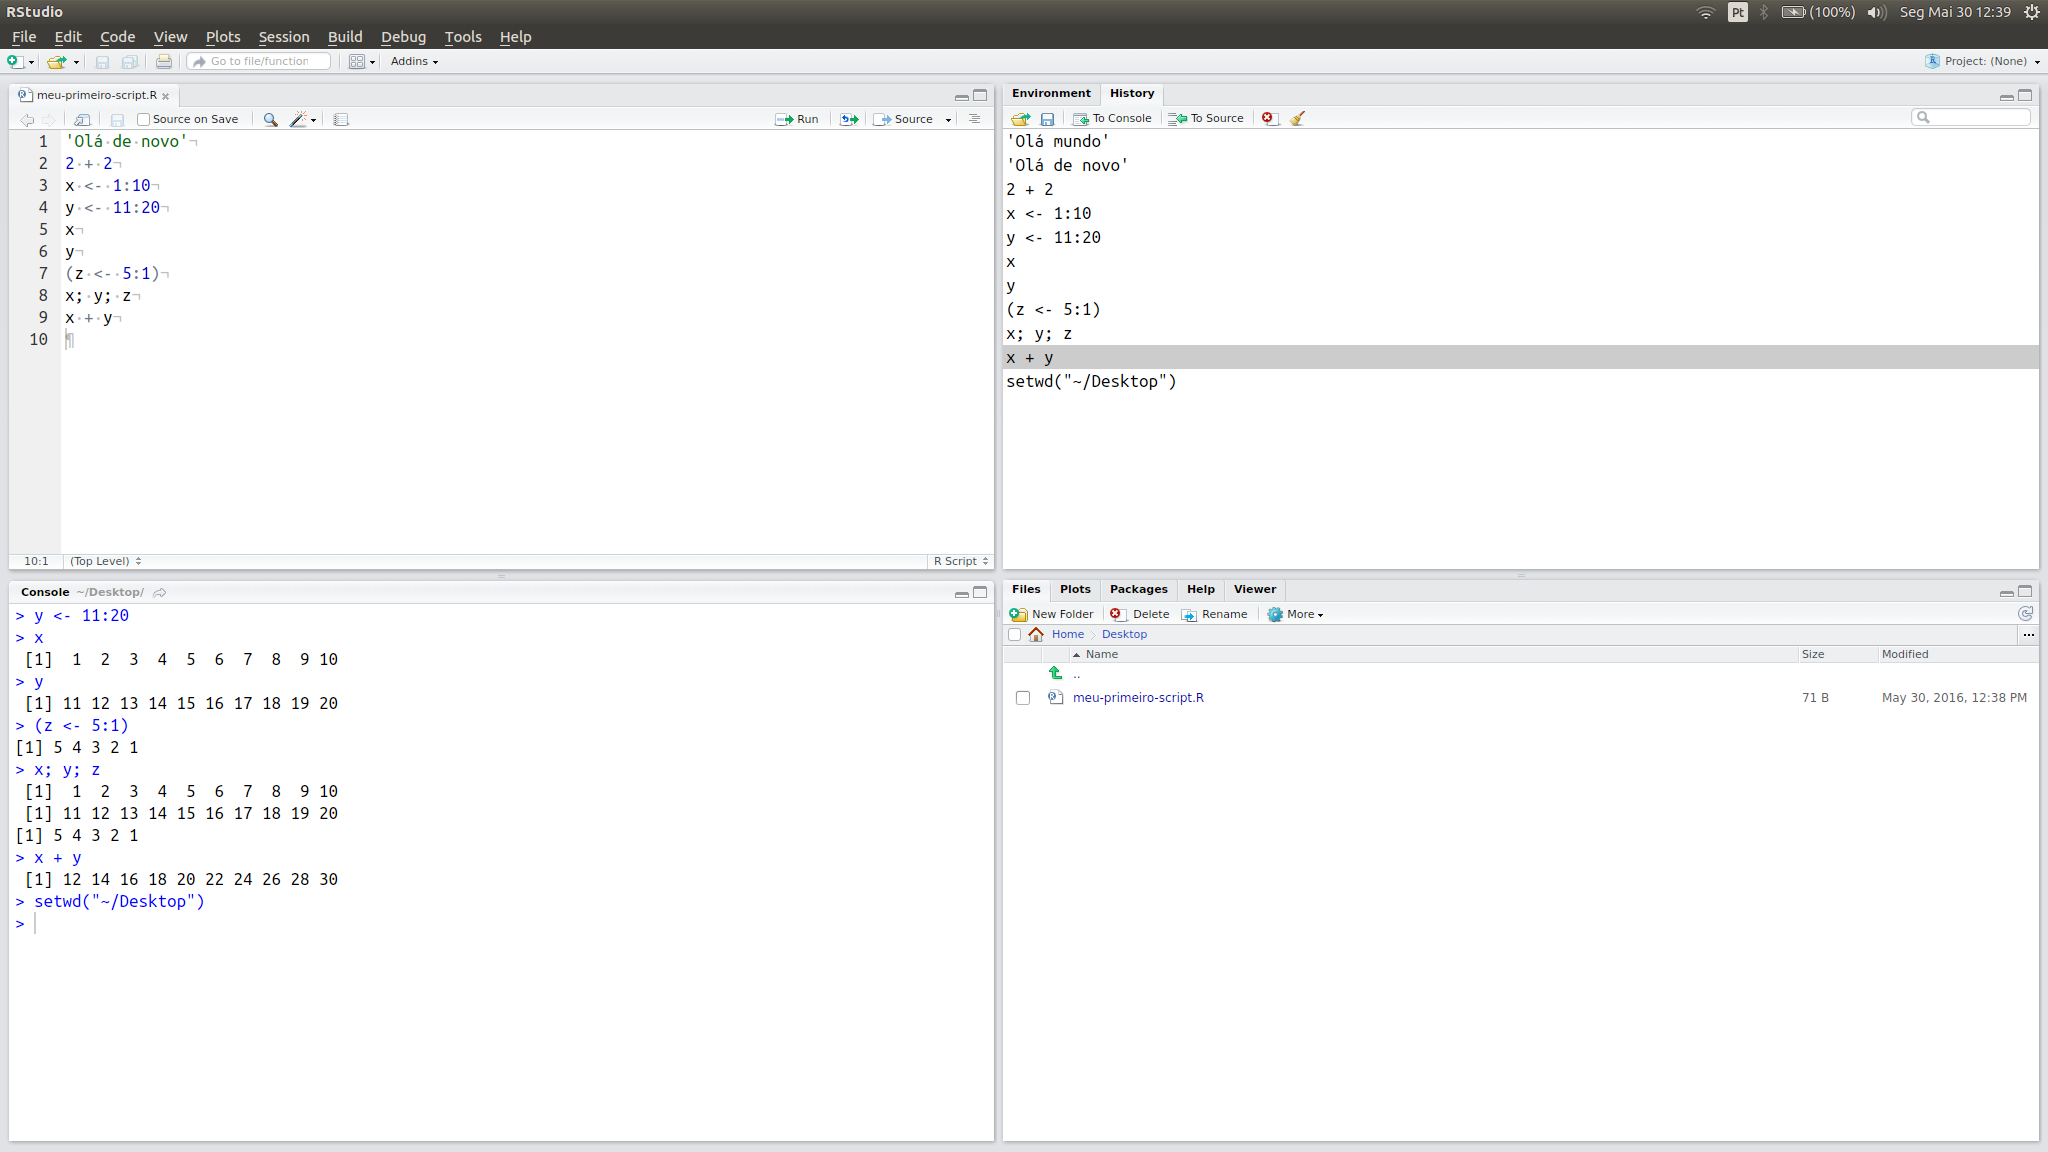 RStudio
Pt (100%) Seg Mai 30 12:39
File Edit Code View Plots Session Build Debug Tools Help
Go to file/function Addins Project: (None)
meu-primeiro-script.R
Source on Save Run Source
1 'Olá de novo'
2 2 + 2
3 x <- 1:10
4 y <- 11:20
5 x
6 y
7 (z <- 5:1)
8 x; y; z
9 x + y
10
10:1 (Top Level) R Script
Environment History
To Console To Source
'Olá mundo'
'Olá de novo'
2 + 2
x <- 1:10
y <- 11:20
x
y
(z <- 5:1)
x; y; z
x + y
setwd("~/Desktop")
Console ~/Desktop/
> y <- 11:20
> x
[1] 1 2 3 4 5 6 7 8 9 10
> y
[1] 11 12 13 14 15 16 17 18 19 20
> (z <- 5:1)
[1] 5 4 3 2 1
> x; y; z
[1] 1 2 3 4 5 6 7 8 9 10
[1] 11 12 13 14 15 16 17 18 19 20
[1] 5 4 3 2 1
> x + y
[1] 12 14 16 18 20 22 24 26 28 30
> setwd("~/Desktop")
>
Files Plots Packages Help Viewer
New Folder Delete Rename More
Home Desktop ...
Name Size Modified
..
meu-primeiro-script.R 71 B May 30, 2016, 12:38 PM